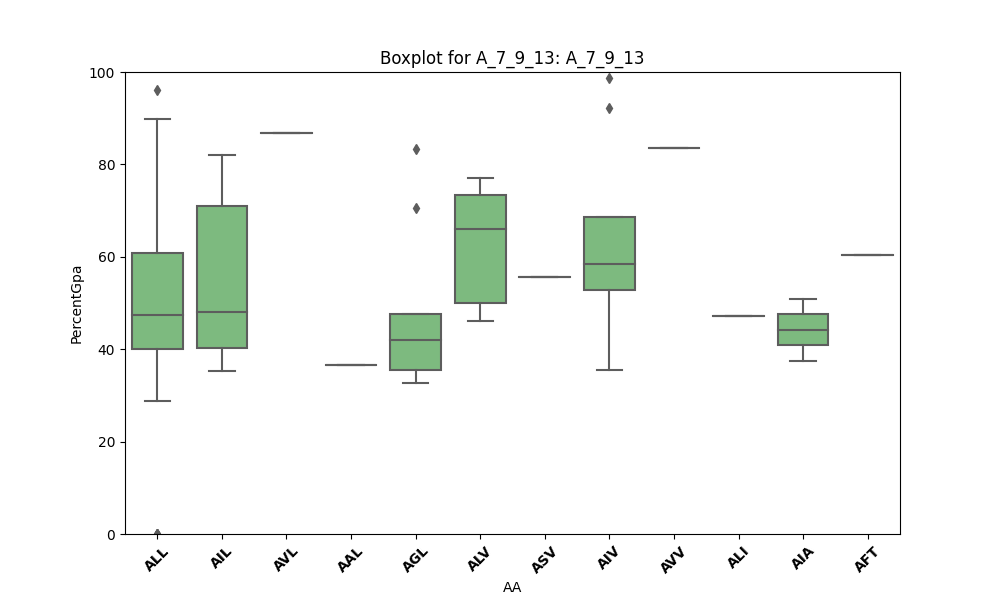 Boxplot for A_7_9_13: A_7_9_13
100
80
60
40
20
0
PercentGpa
ALL AIL AVL AAL AGL ALV ASV AIV AVV ALI AIA AFT
AA